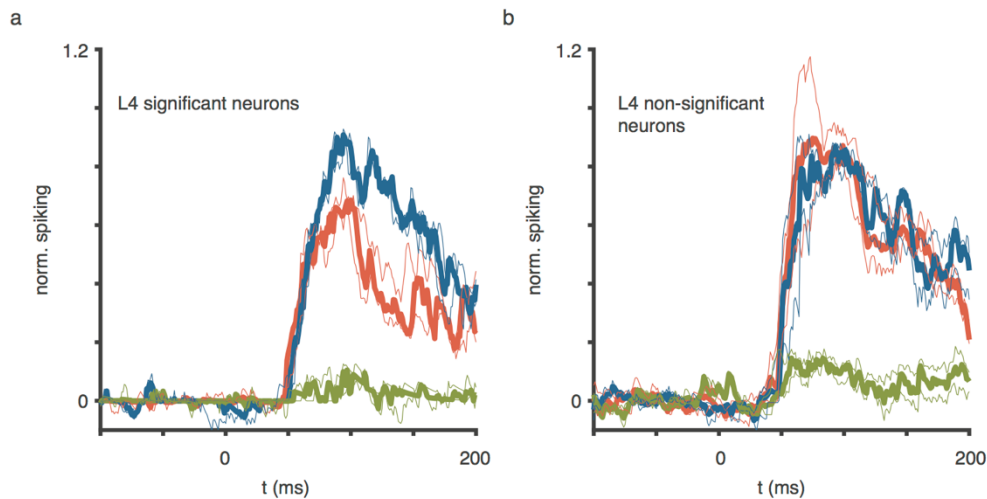 a
1.2
L4 significant neurons
norm. spiking
0
0
200
t (ms)
b
1.2
L4 non-significant
neurons
norm. spiking
0
0
200
t (ms)